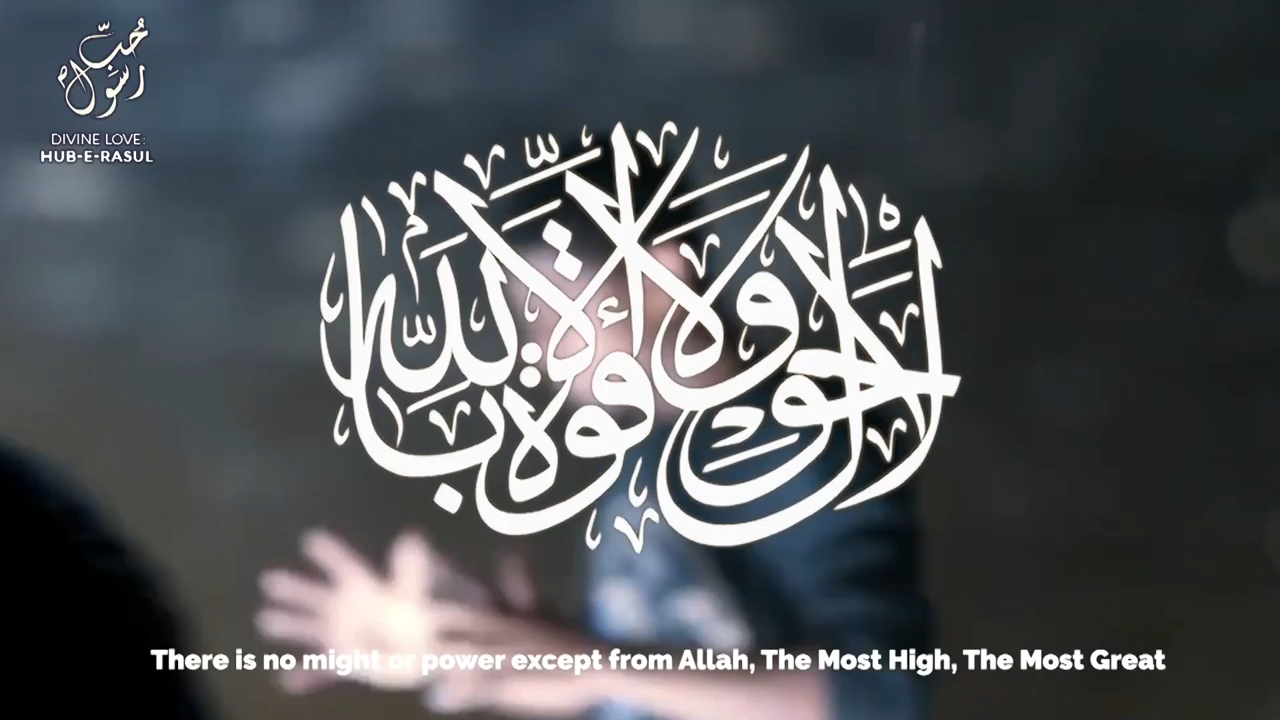 حُبِّ
رَسُول
DIVINE LOVE:
HUB-E-RASUL
لا حول ولا قوة إلا بالله
There is no might or power except from Allah, The Most High, The Most Great